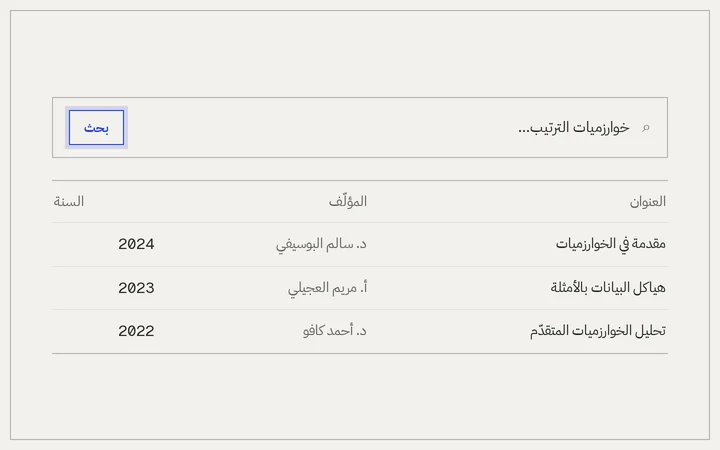 خوارزميات الترتيب... بحث
العنوان المؤلّف السنة
مقدمة في الخوارزميات د. سالم البوسيفي 2024
هياكل البيانات بالأمثلة أ. مريم العجيلي 2023
تحليل الخوارزميات المتقدّم د. أحمد كافو 2022